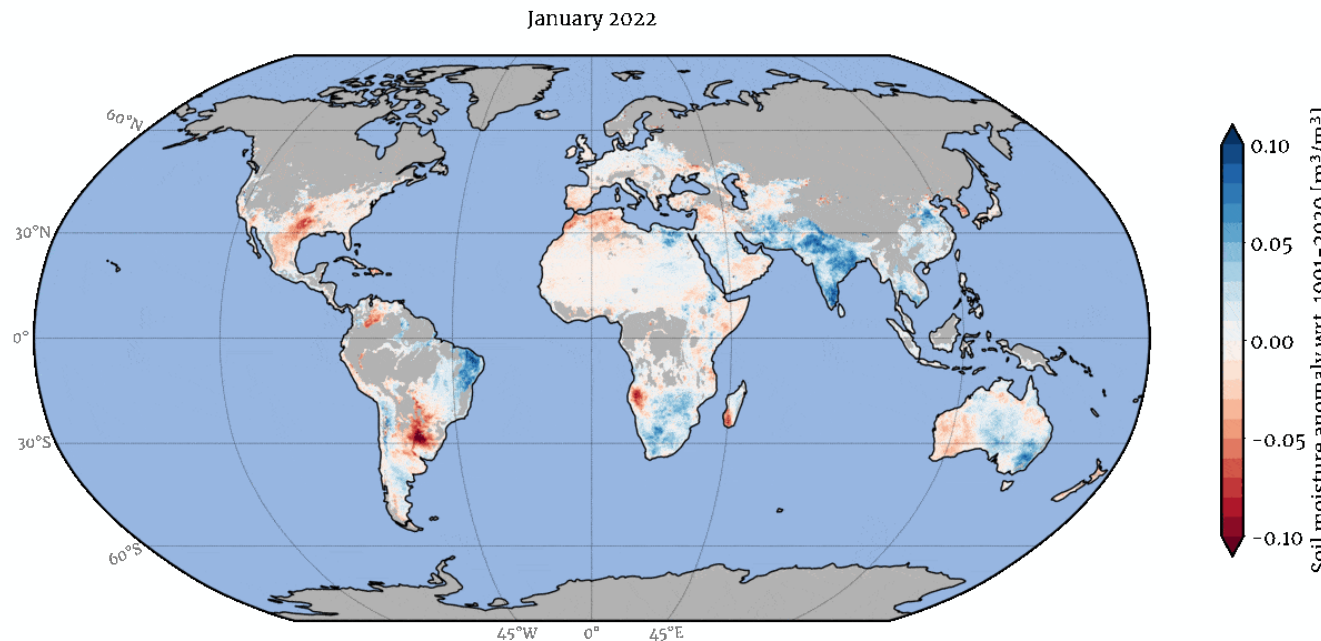 January 2022
60°N
30°N
0°
30°S
60°S
45°W 0° 45°E
0.10
0.05
0.00
-0.05
-0.10
Soil moisture anomaly wrt. 1991-2020 [m³/m3]